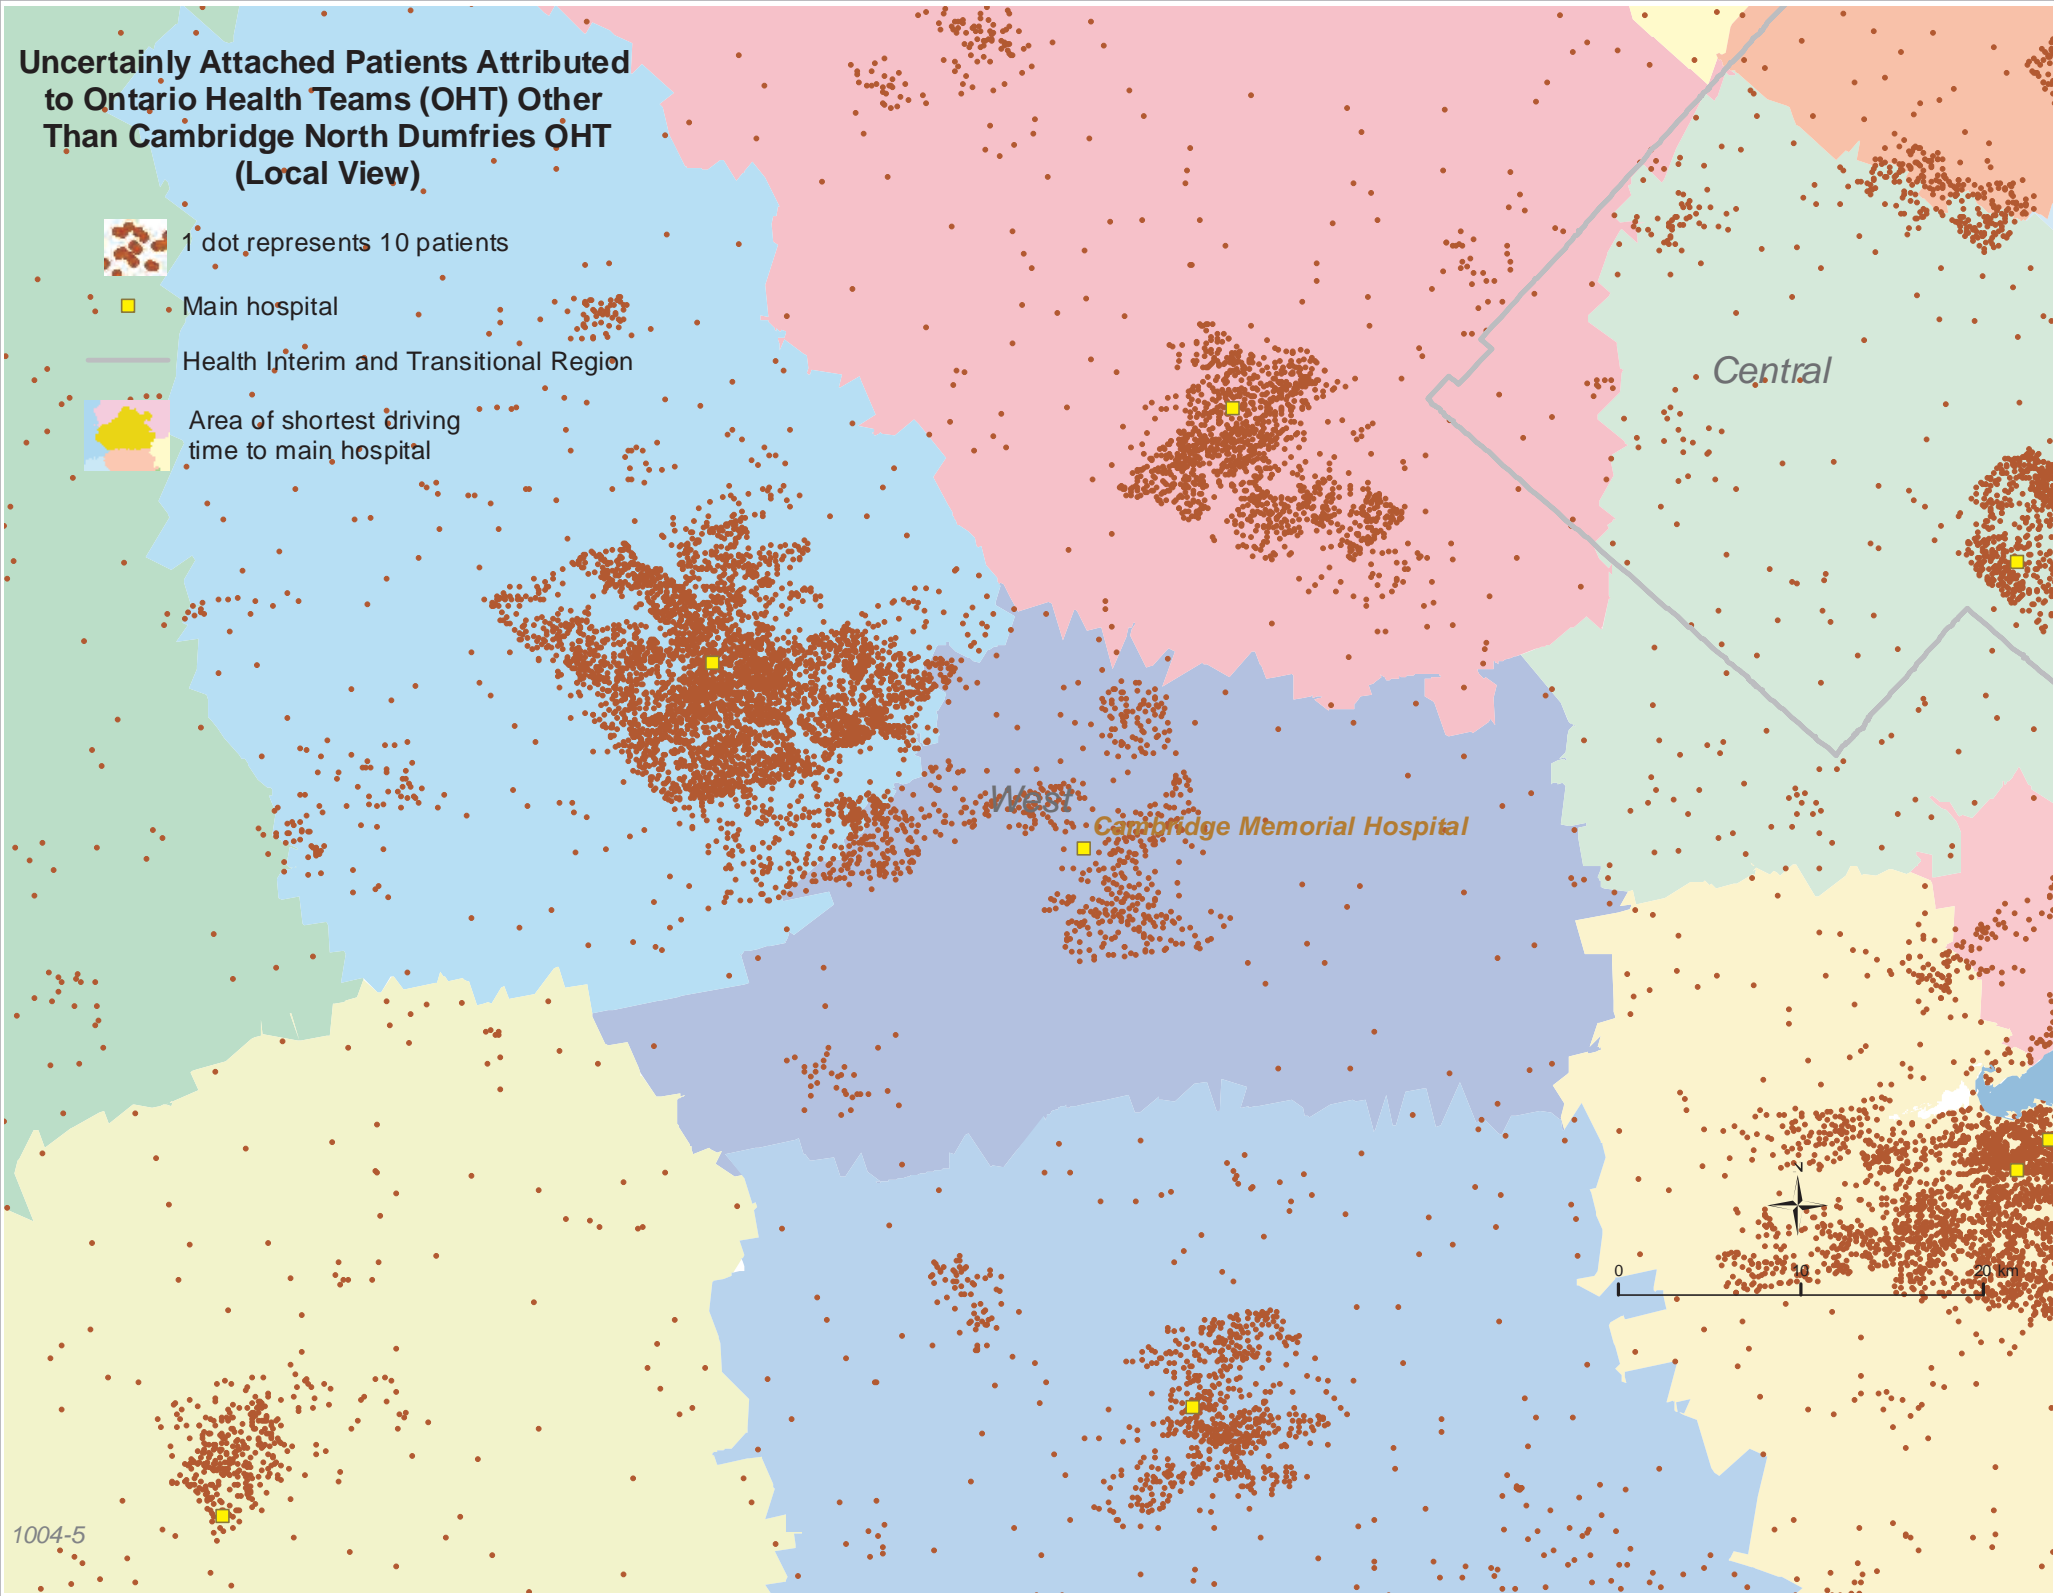 Uncertainly Attached Patients Attributed
to Ontario Health Teams (OHT) Other
Than Cambridge North Dumfries OHT
(Local View)
1 dot represents 10 patients
Main hospital
Health Interim and Transitional Region
Area of shortest driving
time to main hospital
Central
West
Cambridge Memorial Hospital
N
0 10 20 km
1004-5